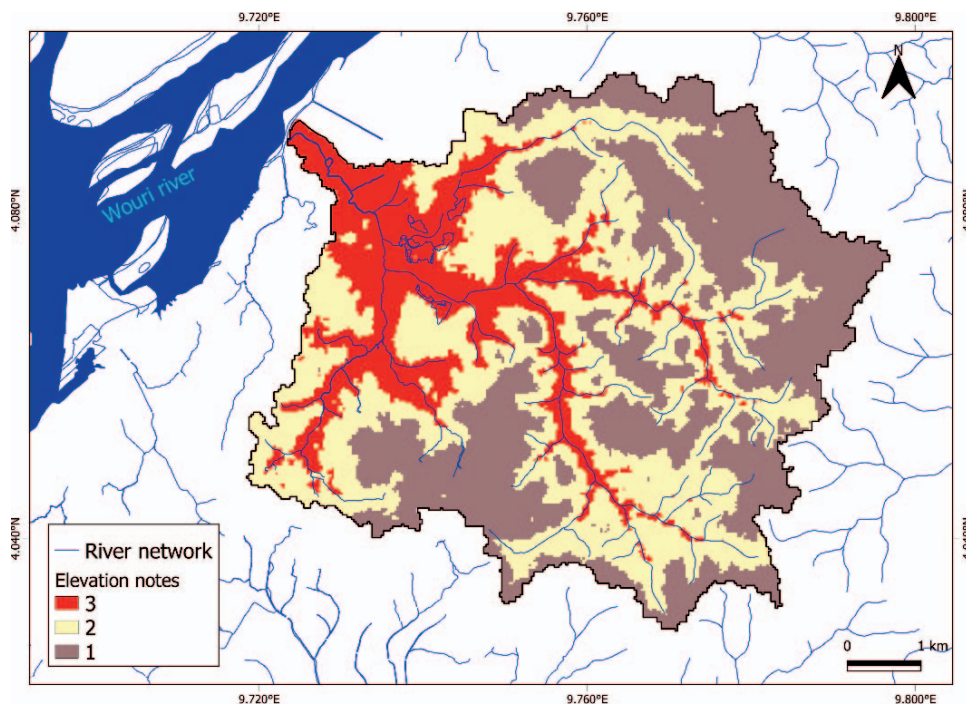 9.720°E 9.760°E 9.800°E
N
Wouri river
4.080°N
4.040°N
River network
Elevation notes
3
2
1
0 1 km
9.720°E 9.760°E 9.800°E